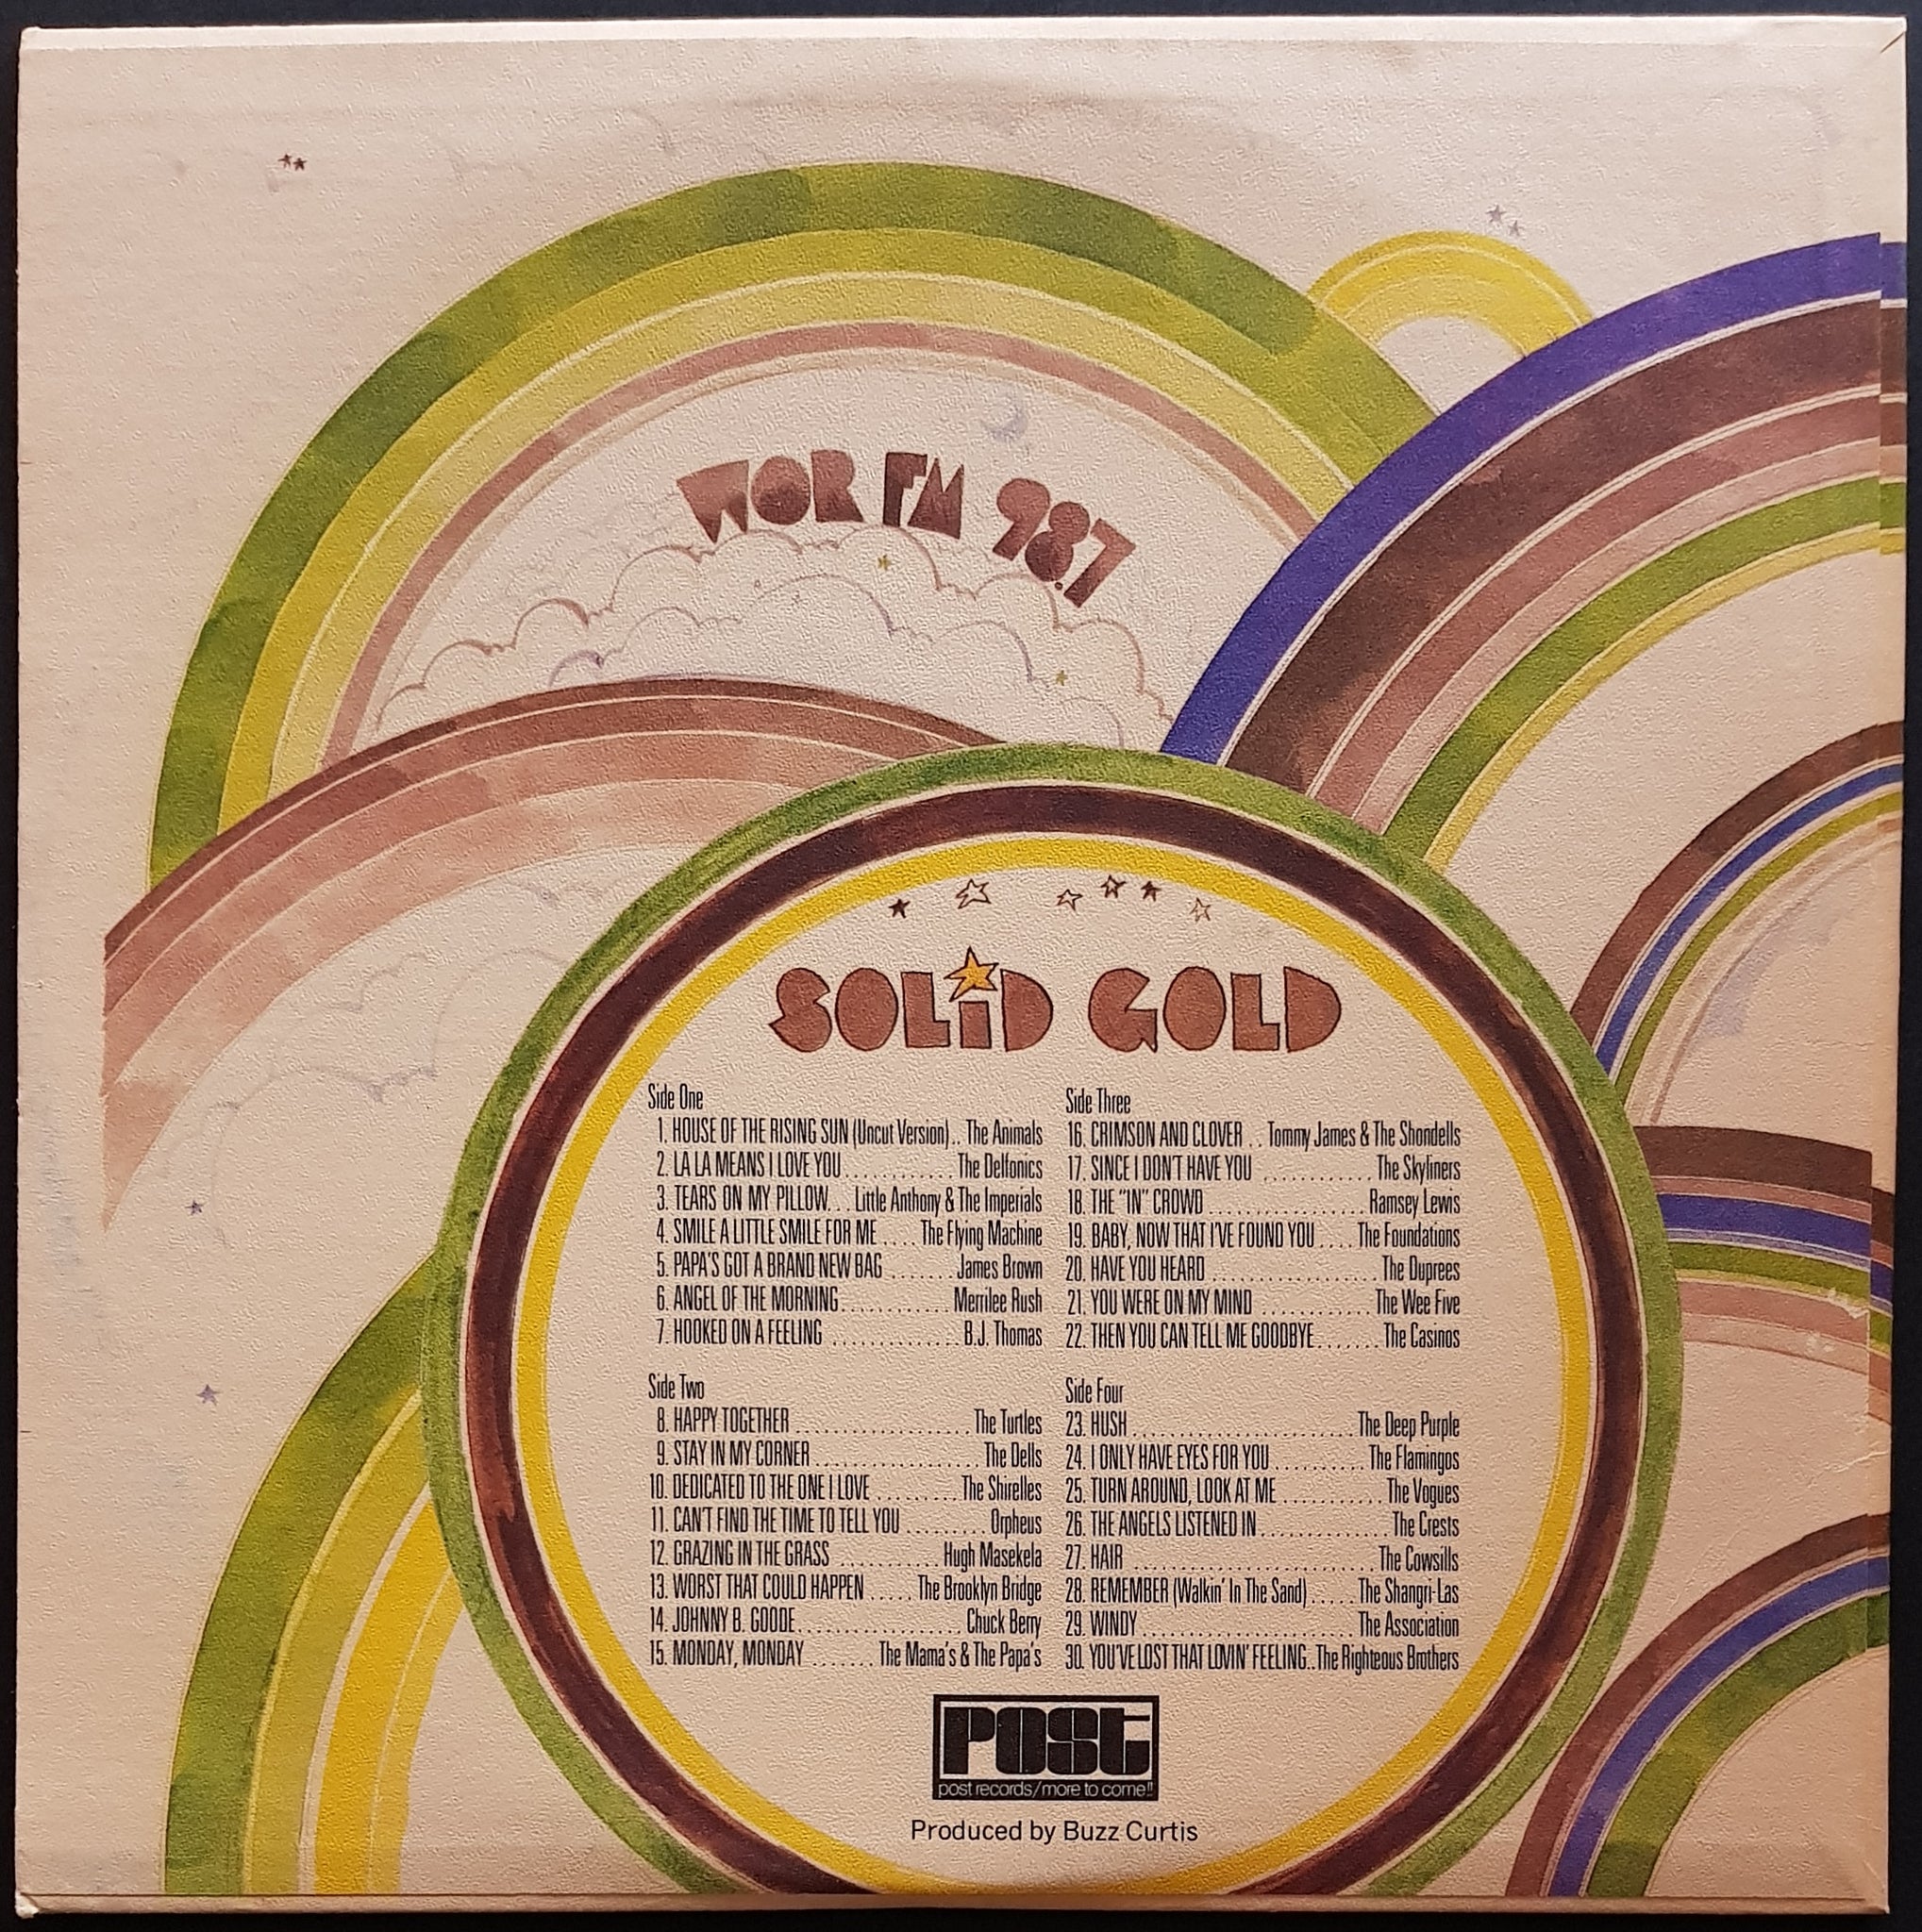 WOR FM 98.7
SOLiD GOLD
Side One
1. HOUSE OF THE RISING SUN (Uncut Version).. The Animals
2. LA LA MEANS I LOVE YOU............ The Delfonics
3. TEARS ON MY PILLOW... Little Anthony & The Imperials
4. SMILE A LITTLE SMILE FOR ME .... The Flying Machine
5. PAPA'S GOT A BRAND NEW BAG ....... James Brown
6. ANGEL OF THE MORNING........... Merrilee Rush
7. HOOKED ON A FEELING ............. B.J. Thomas
Side Two
8. HAPPY TOGETHER .................. The Turtles
9. STAY IN MY CORNER ................. The Dells
10. DEDICATED TO THE ONE I LOVE ......... The Shirelles
11. CAN'T FIND THE TIME TO TELL YOU ......... Orpheus
12. GRAZING IN THE GRASS ........... Hugh Masekela
13. WORST THAT COULD HAPPEN ..... The Brooklyn Bridge
14. JOHNNY B. GOODE................. Chuck Berry
15. MONDAY, MONDAY ....... The Mama's & The Papa's
Side Three
16. CRIMSON AND CLOVER .. Tommy James & The Shondells
17. SINCE I DON'T HAVE YOU ............ The Skyliners
18. THE "IN" CROWD ................. Ramsey Lewis
19. BABY, NOW THAT I'VE FOUND YOU .... The Foundations
20. HAVE YOU HEARD .................. The Duprees
21. YOU WERE ON MY MIND ............ The Wee Five
22. THEN YOU CAN TELL ME GOODBYE....... The Casinos
Side Four
23. HUSH ........................ The Deep Purple
24. I ONLY HAVE EYES FOR YOU .......... The Flamingos
25. TURN AROUND, LOOK AT ME ........... The Vogues
26. THE ANGELS LISTENED IN.............. The Crests
27. HAIR .......................... The Cowsills
28. REMEMBER (Walkin' In The Sand) ..... The Shangri-Las
29. WINDY ....................... The Association
30. YOU'VE LOST THAT LOVIN' FEELING..The Righteous Brothers
POST
post records/more to come!!
Produced by Buzz Curtis